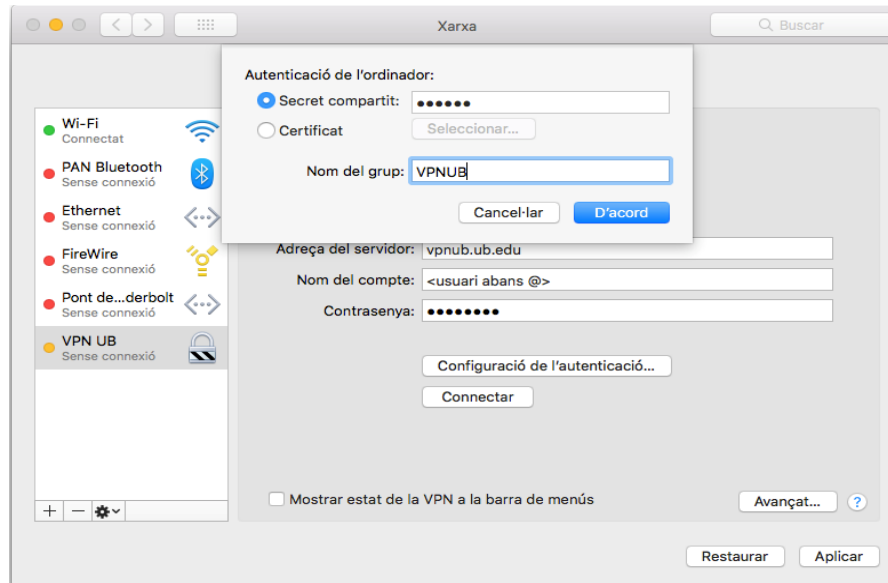 Xarxa
Buscar
Autenticació de l'ordinador:
Secret compartit: ••••••
Certificat Seleccionar...
Nom del grup: VPNUB
Cancel·lar D'acord
Wi-Fi
Connectat
PAN Bluetooth
Sense connexió
Ethernet
Sense connexió
FireWire
Sense connexió
Pont de...derbolt
Sense connexió
VPN UB
Sense connexió
Adreça del servidor: vpnub.ub.edu
Nom del compte: <usuari abans @>
Contrasenya: ••••••••
Configuració de l'autenticació...
Connectar
Mostrar estat de la VPN a la barra de menús
Avançat... ?
Restaurar Aplicar